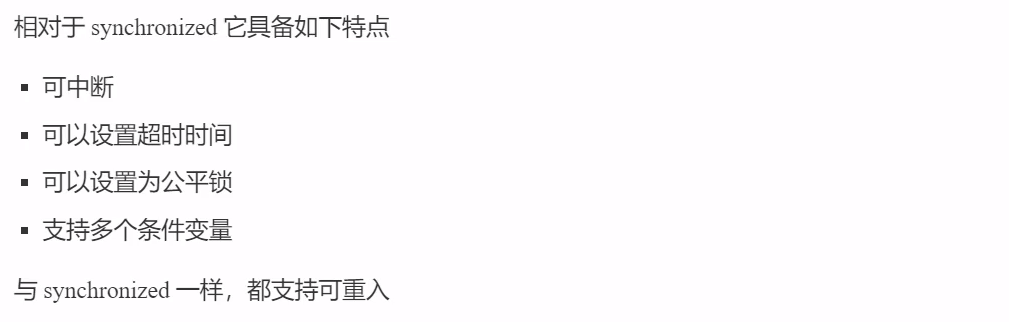 相对于 synchronized 它具备如下特点
▪ 可中断
▪ 可以设置超时时间
▪ 可以设置为公平锁
▪ 支持多个条件变量
与 synchronized 一样，都支持可重入